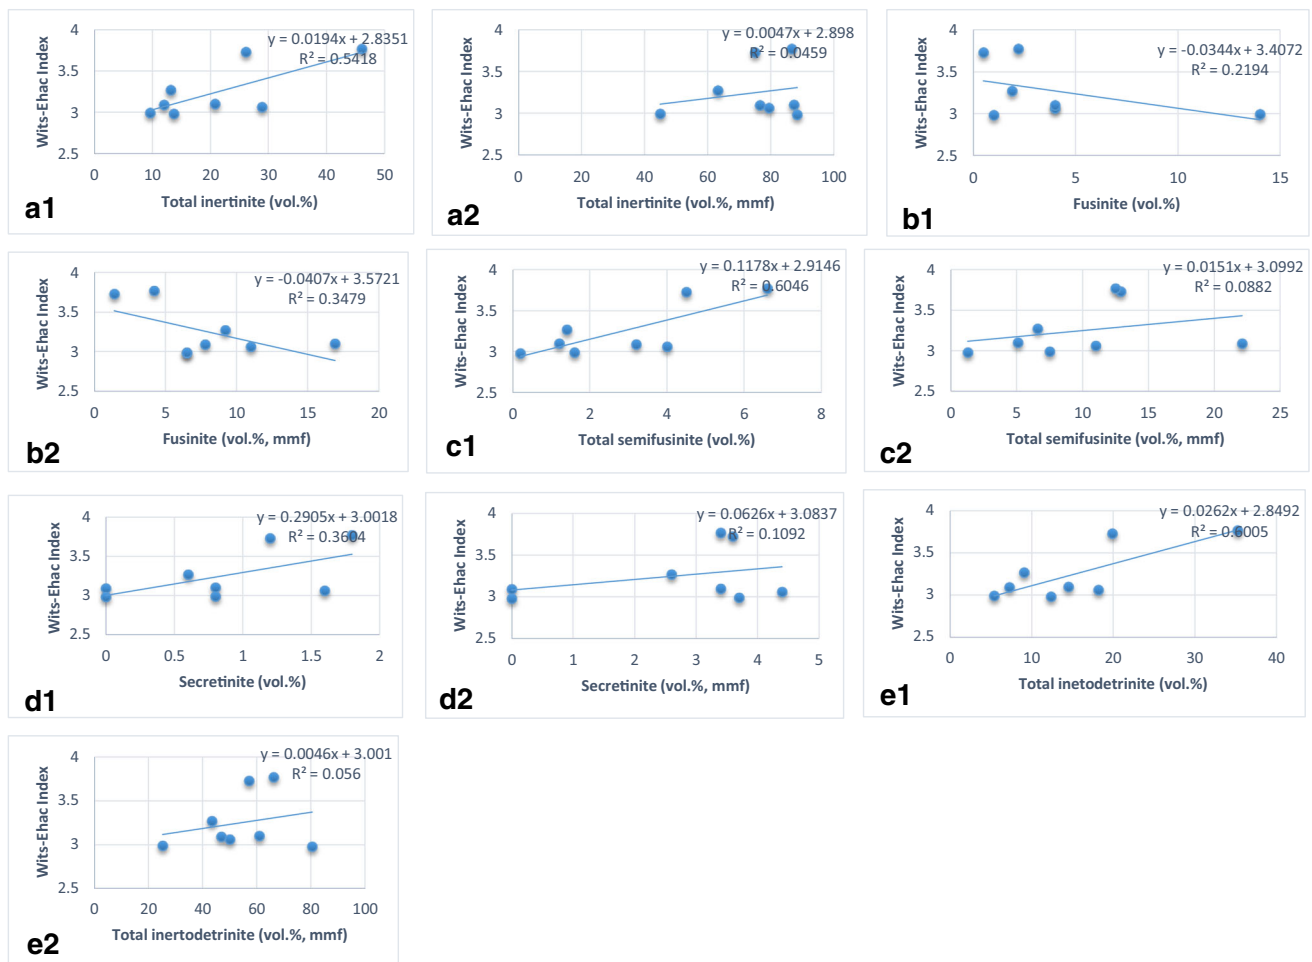 Wits-Ehac Index
4
3.5
3
2.5
y = 0.0194x + 2.8351
R² = 0.5418
0 10 20 30 40 50
Total inertinite (vol.%)
a1
Wits-Ehac Index
4
3.5
3
2.5
y = 0.0047x + 2.898
R² = 0.0459
0 20 40 60 80 100
Total inertinite (vol.%, mmf)
a2
Wits-Ehac Index
4
3.5
3
2.5
y = -0.0344x + 3.4072
R² = 0.2194
0 5 10 15
Fusinite (vol.%)
b1
Wits-Ehac Index
4
3.5
3
2.5
y = -0.0407x + 3.5721
R² = 0.3479
0 5 10 15 20
Fusinite (vol.%, mmf)
b2
Wits-Ehac Index
4
3.5
3
2.5
y = 0.1178x + 2.9146
R² = 0.6046
0 2 4 6 8
Total semifusinite (vol.%)
c1
Wits-Ehac Index
4
3.5
3
2.5
y = 0.0151x + 3.0992
R² = 0.0882
0 5 10 15 20 25
Total semifusinite (vol.%, mmf)
c2
Wits-Ehac Index
4
3.5
3
2.5
y = 0.2905x + 3.0018
R² = 0.3604
0 0.5 1 1.5 2
Secretinite (vol.%)
d1
Wits-Ehac Index
4
3.5
3
2.5
y = 0.0626x + 3.0837
R² = 0.1092
0 1 2 3 4 5
Secretinite (vol.%, mmf)
d2
Wits-Ehac Index
4
3.5
3
2.5
y = 0.0262x + 2.8492
R² = 0.6005
0 10 20 30 40
Total inetodetrinite (vol.%)
e1
Wits-Ehac Index
4
3.5
3
2.5
y = 0.0046x + 3.001
R² = 0.056
0 20 40 60 80 100
Total inertodetrinite (vol.%, mmf)
e2